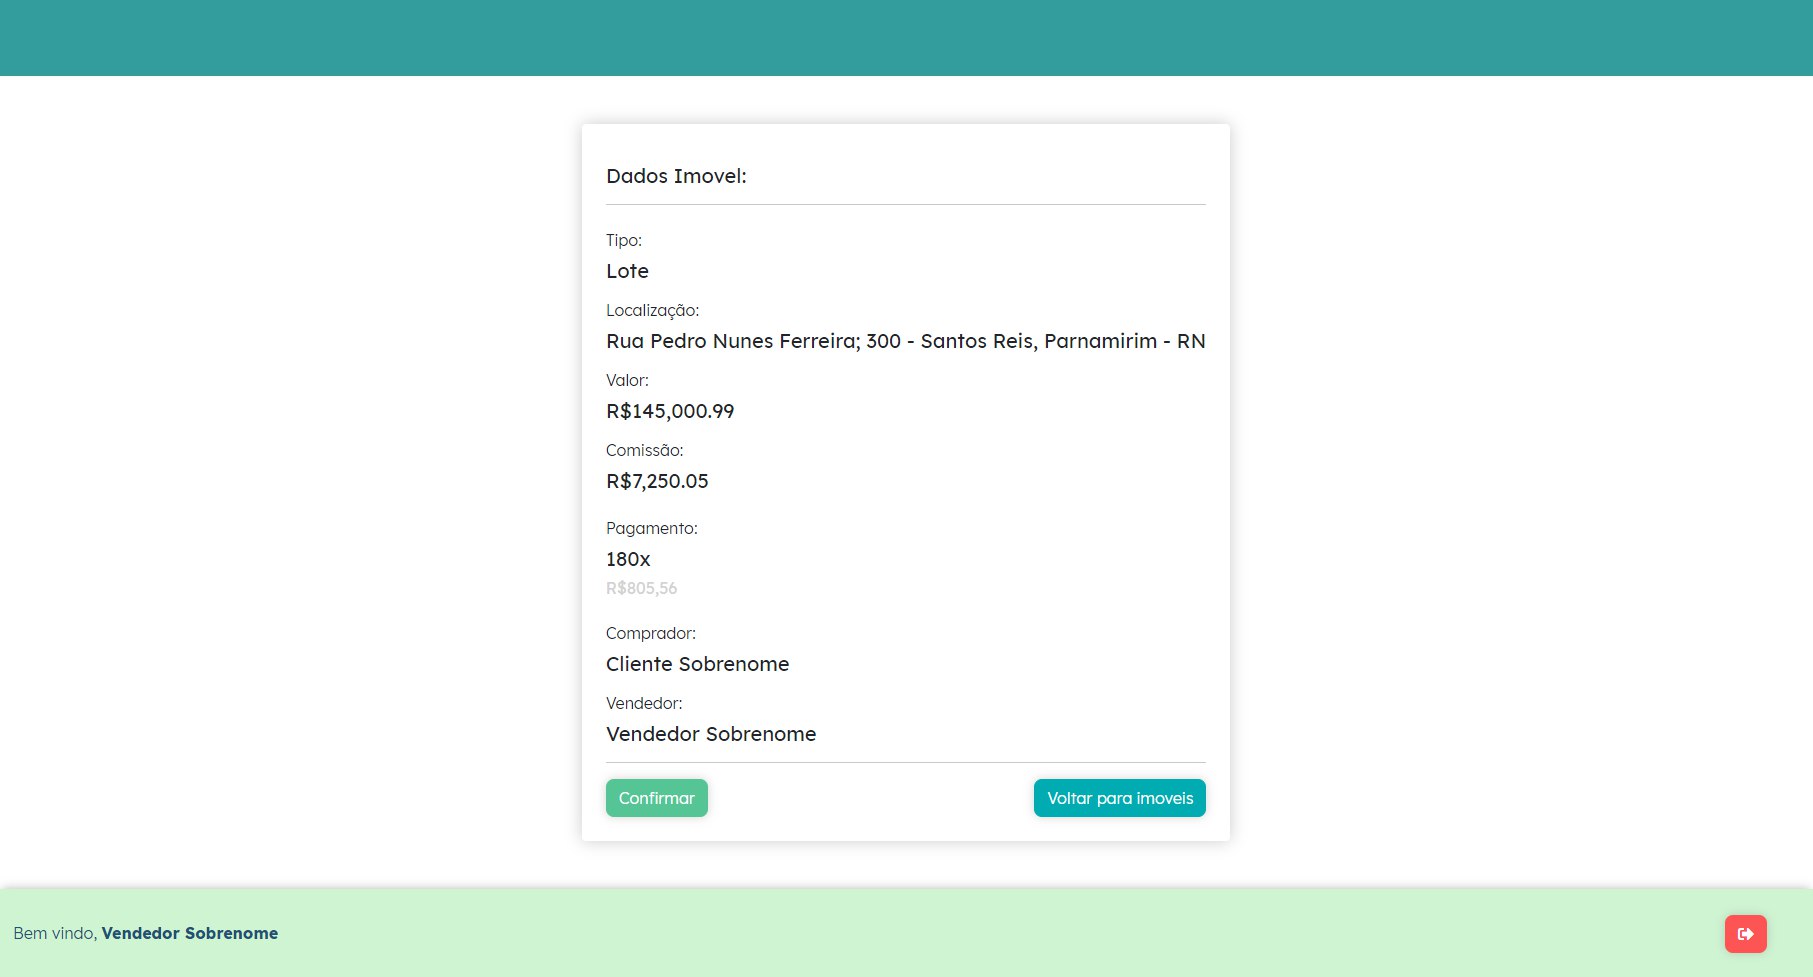 Dados Imovel:
Tipo:
Lote
Localização:
Rua Pedro Nunes Ferreira; 300 - Santos Reis, Parnamirim - RN
Valor:
R$145,000.99
Comissão:
R$7,250.05
Pagamento:
180x
R$805,56
Comprador:
Cliente Sobrenome
Vendedor:
Vendedor Sobrenome
Confirmar
Voltar para imoveis
Bem vindo, Vendedor Sobrenome